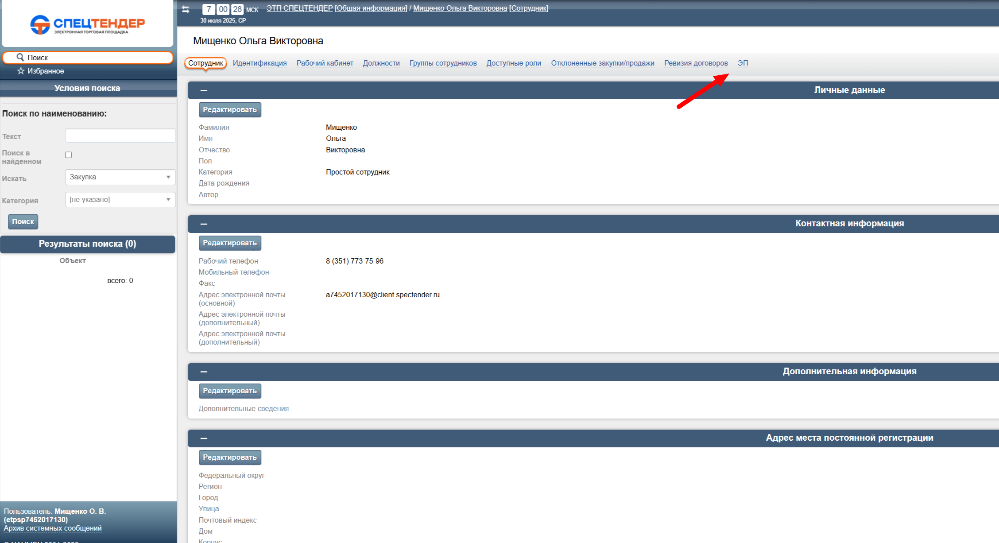 СПЕЦТЕНДЕР
ЭЛЕКТРОННАЯ ТОРГОВАЯ ПЛОЩАДКА
Поиск
Избранное
Условия поиска
Поиск по наименованию:
Текст
Поиск в
найденном
Искать
Закупка
Категория
[не указано]
Поиск
Результаты поиска (0)
Объект
всего: 0
Пользователь: Мищенко О. В.
(etpsp7452017130)
Архив системных сообщений
7 00 28 МСК
30 июля 2025, СР
ЭТП СПЕЦТЕНДЕР [Общая информация] / Мищенко Ольга Викторовна [Сотрудник]
Мищенко Ольга Викторовна
Сотрудник Идентификация Рабочий кабинет Должности Группы сотрудников Доступные роли Отклоненные закупки/продажи Ревизия договоров ЭП
Личные данные
Редактировать
Фамилия Мищенко
Имя Ольга
Отчество Викторовна
Пол
Категория Простой сотрудник
Дата рождения
Автор
Контактная информация
Редактировать
Рабочий телефон 8 (351) 773-75-96
Мобильный телефон
Факс
Адрес электронной почты
(основной)
a7452017130@client.spectender.ru
Адрес электронной почты
(дополнительный)
Адрес электронной почты
(дополнительный)
Дополнительная информация
Редактировать
Дополнительные сведения
Адрес места постоянной регистрации
Редактировать
Федеральный округ
Регион
Город
Улица
Почтовый индекс
Дом
Корпус